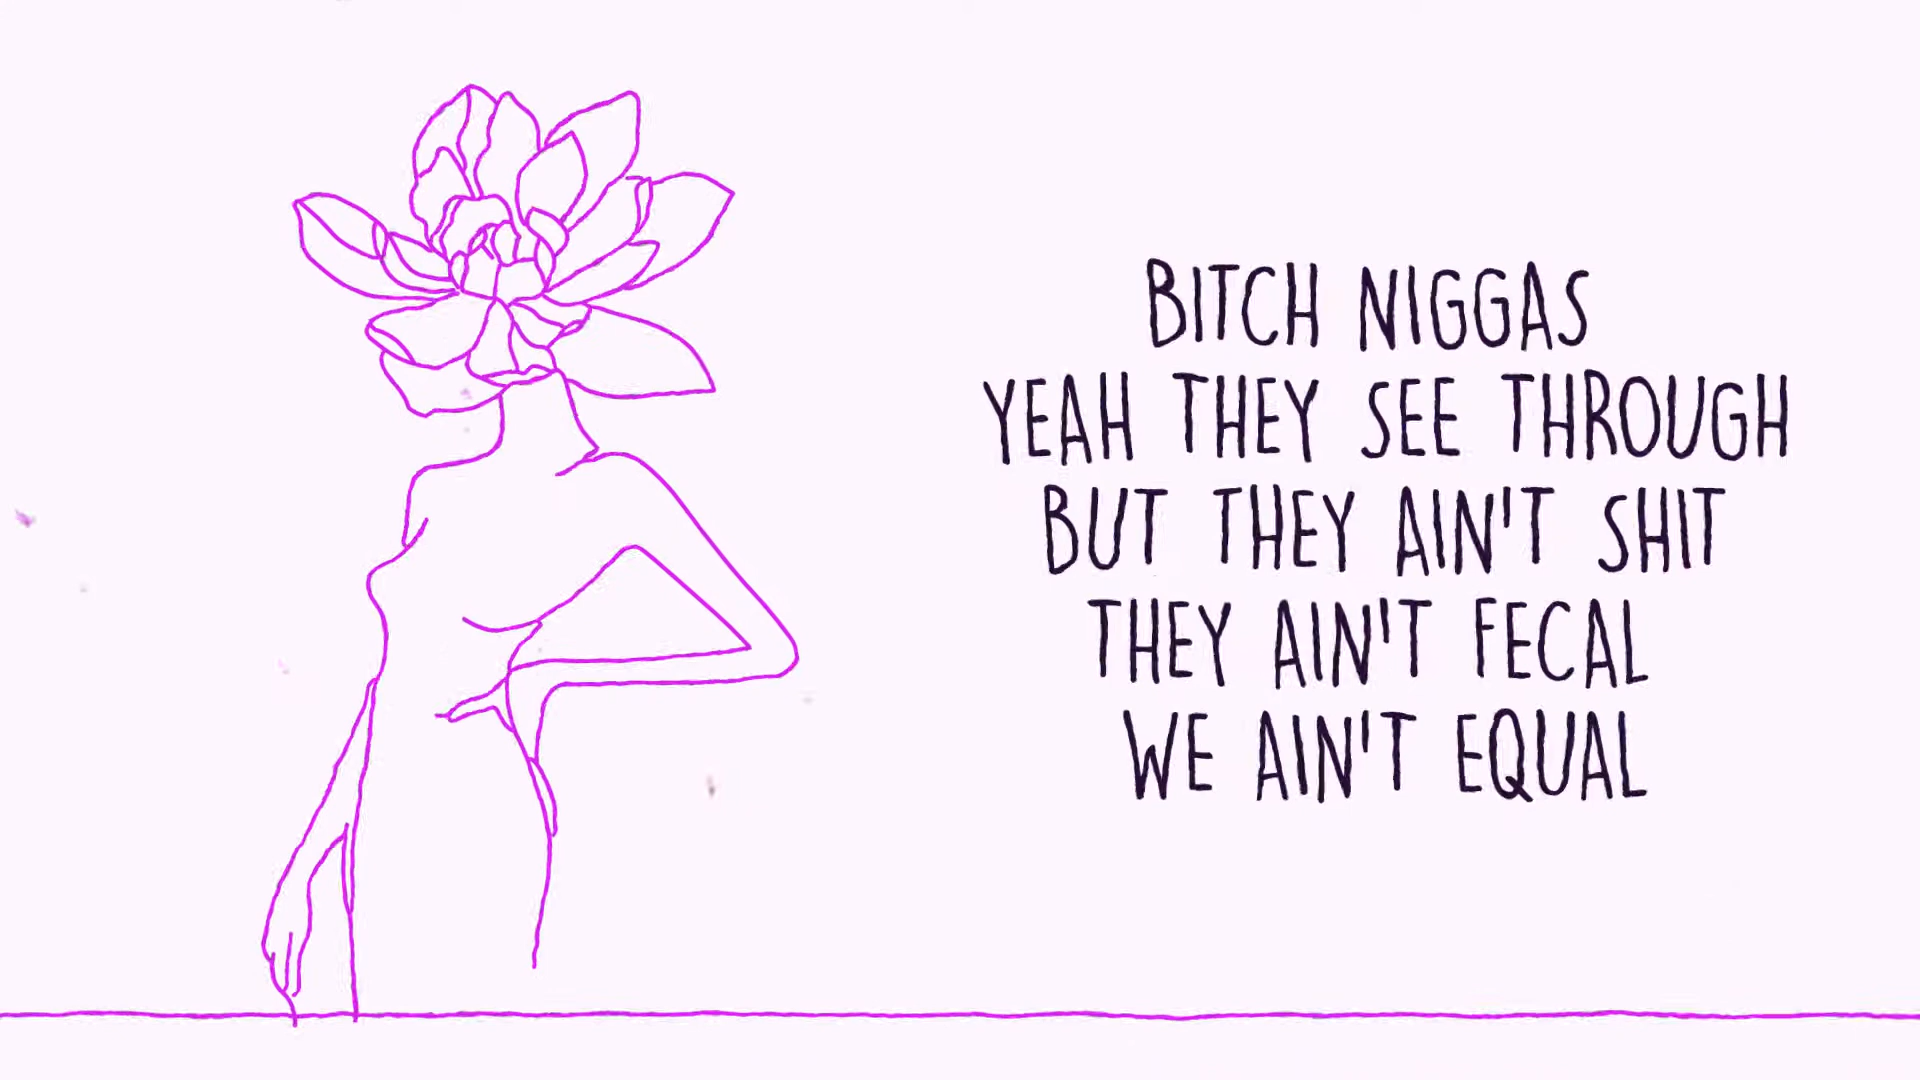 BITCH NIGGAS
YEAH THEY SEE THROUGH
BUT THEY AIN'T SHIT
THEY AIN'T FECAL
WE AIN'T EQUAL